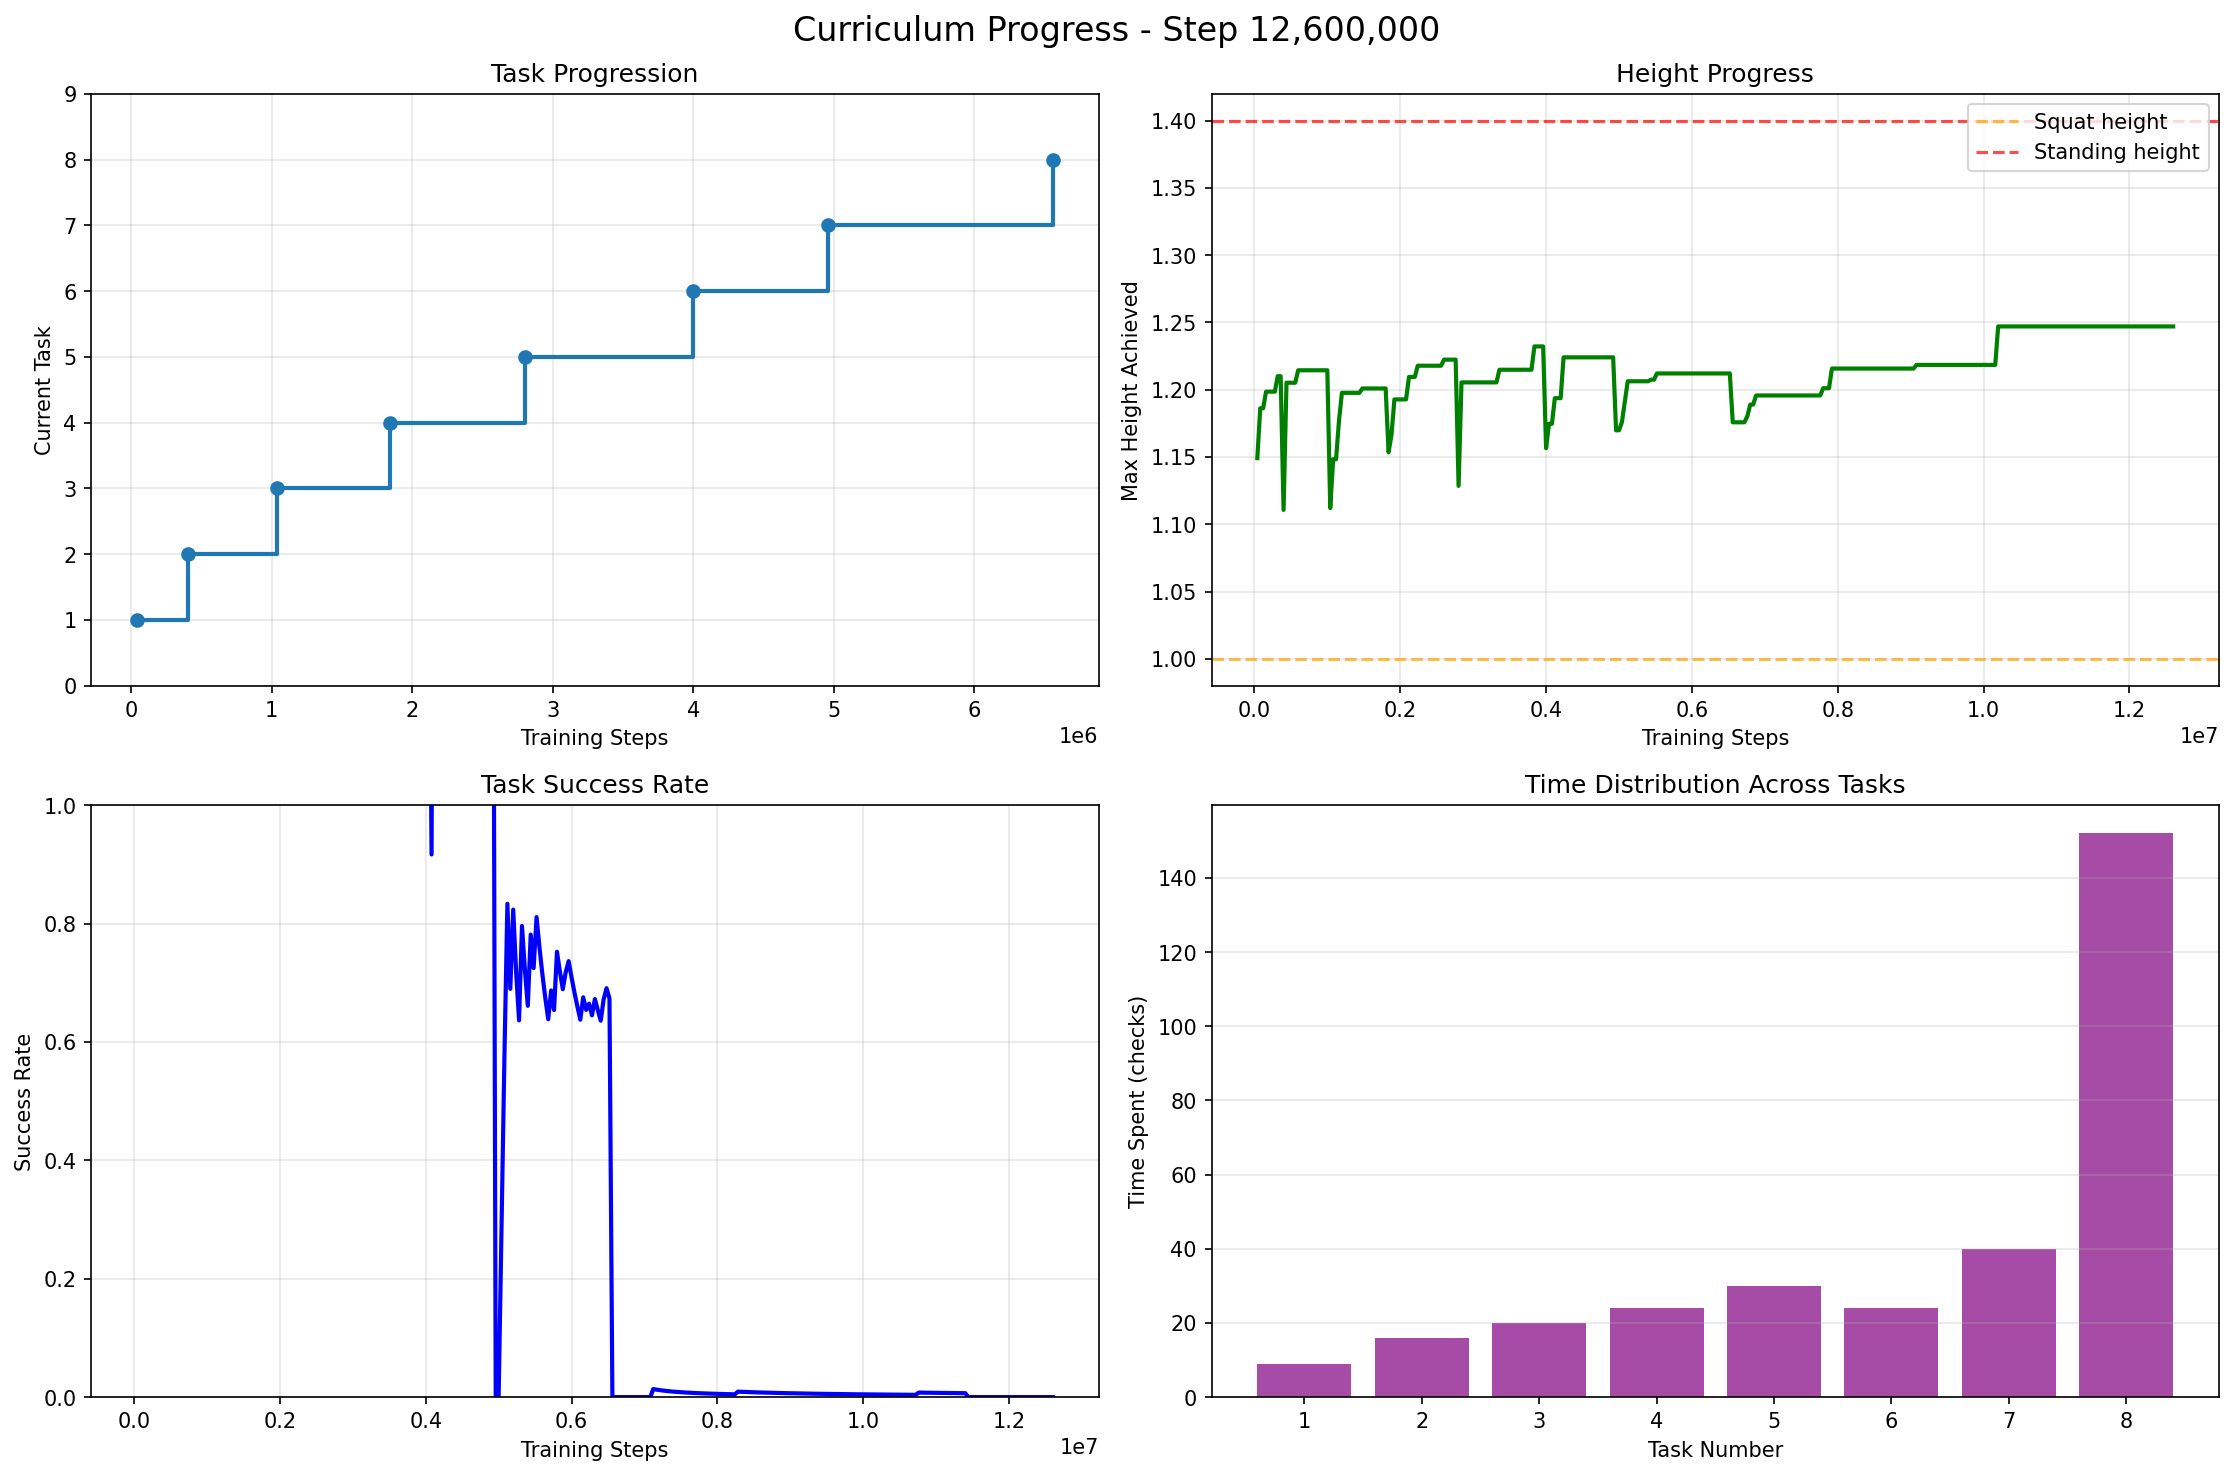 Curriculum Progress - Step 12,600,000
Task Progression
Current Task
9
8
7
6
5
4
3
2
1
0
0 1 2 3 4 5 6
1e6
Training Steps
Height Progress
Max Height Achieved
1.40
1.35
1.30
1.25
1.20
1.15
1.10
1.05
1.00
Squat height
Standing height
0.0 0.2 0.4 0.6 0.8 1.0 1.2
1e7
Training Steps
Task Success Rate
Success Rate
1.0
0.8
0.6
0.4
0.2
0.0
0.0 0.2 0.4 0.6 0.8 1.0 1.2
1e7
Training Steps
Time Distribution Across Tasks
Time Spent (checks)
140
120
100
80
60
40
20
0
1 2 3 4 5 6 7 8
Task Number